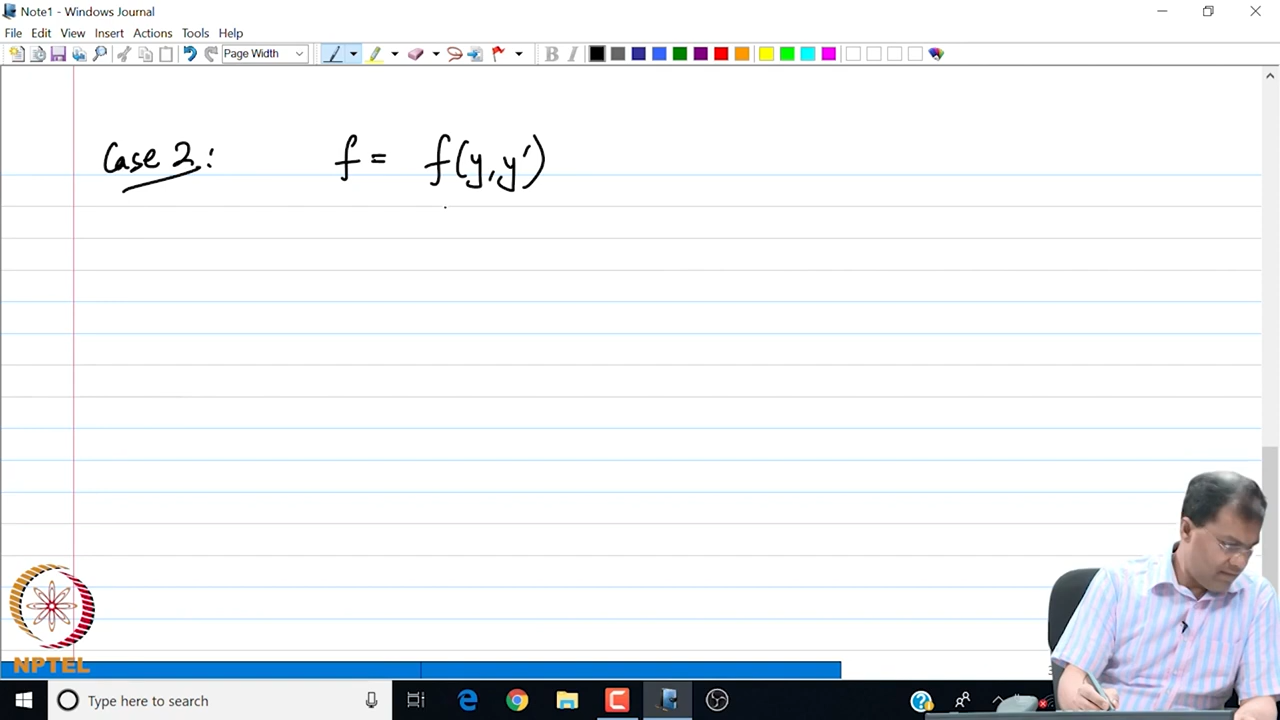 Note1 - Windows Journal
File Edit View Insert Actions Tools Help
Page Width B I
Case 2: f = f(y,y')
NPTEL
Type here to search